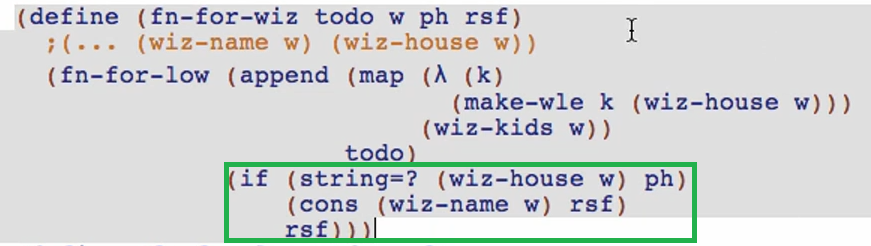 (define (fn-for-wiz todo w ph rsf)
;(... (wiz-name w) (wiz-house w))
(fn-for-low (append (map (λ (k)
(make-wle k (wiz-house w)))
(wiz-kids w))
todo)
(if (string=? (wiz-house w) ph)
(cons (wiz-name w) rsf)
rsf)))